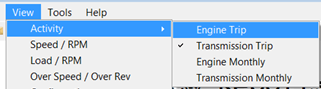 View Tools Help
Activity
Speed / RPM
Load / RPM
Over Speed / Over Rev
Engine Trip
Transmission Trip
Engine Monthly
Transmission Monthly